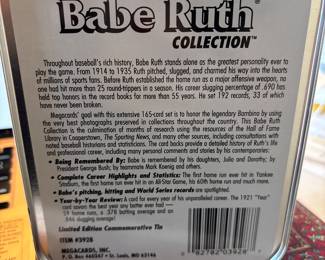 Babe Ruth®
COLLECTION™
Throughout baseball's rich history, Babe Ruth stands alone as the greatest personality ever to
play the game. From 1914 to 1935 Ruth pitched, slugged, and charmed his way into the hearts
of millions of sports fans. Before Ruth established the home run as a major offensive weapon, no
one had hit more than 25 round-trippers in a season. His career slugging percentage of .690 has
held top honors in the record books for more than 55 years. He set 192 records, 33 of which
have never been broken.
Megacards' goal with this extensive 165-card set is to honor the legendary Bambino by using
the very best photographs preserved in collections throughout the country. This Babe Ruth
Collection is the culmination of months of research using the resources of the Hall of Fame
Library in Cooperstown, The Sporting News, and many other sources, including consultations with
noted baseball historians and statisticians. The card backs provide a detailed history of Ruth's life
and professional career, including many personal comments and stories by his contemporaries.
• Being Remembered By: Babe is remembered by his daughters, Julia and Dorothy; by
President George Bush; by teammate Mark Koenig and others.
• Complete Career Highlights and Statistics: The first home run ever hit in Yankee
Stadium, the first home run ever hit in an All-Star Game, his 60th home run and much more.
• Babe's pitching, hitting and World Series records are spotlighted.
• Year-by-Year Review: A card for every year of his unparalleled career. The 1921 "Year"
card savors the best year any batter ever had —
59 home runs, a .378 batting average and an
.846 slugging average!
Limited Edition Commemorative Tin
ITEM #3928
MEGACARDS, INC.
P.O. Box 460367 • St. Louis, MO 63146
82702 03928